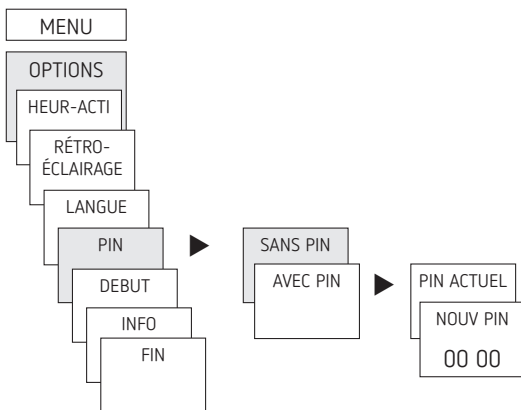 MENU
OPTIONS
HEUR-ACTI
RÉTRO-
ÉCLAIRAGE
LANGUE
PIN
DEBUT
INFO
FIN
SANS PIN
AVEC PIN
PIN ACTUEL
NOUV PIN
00 00